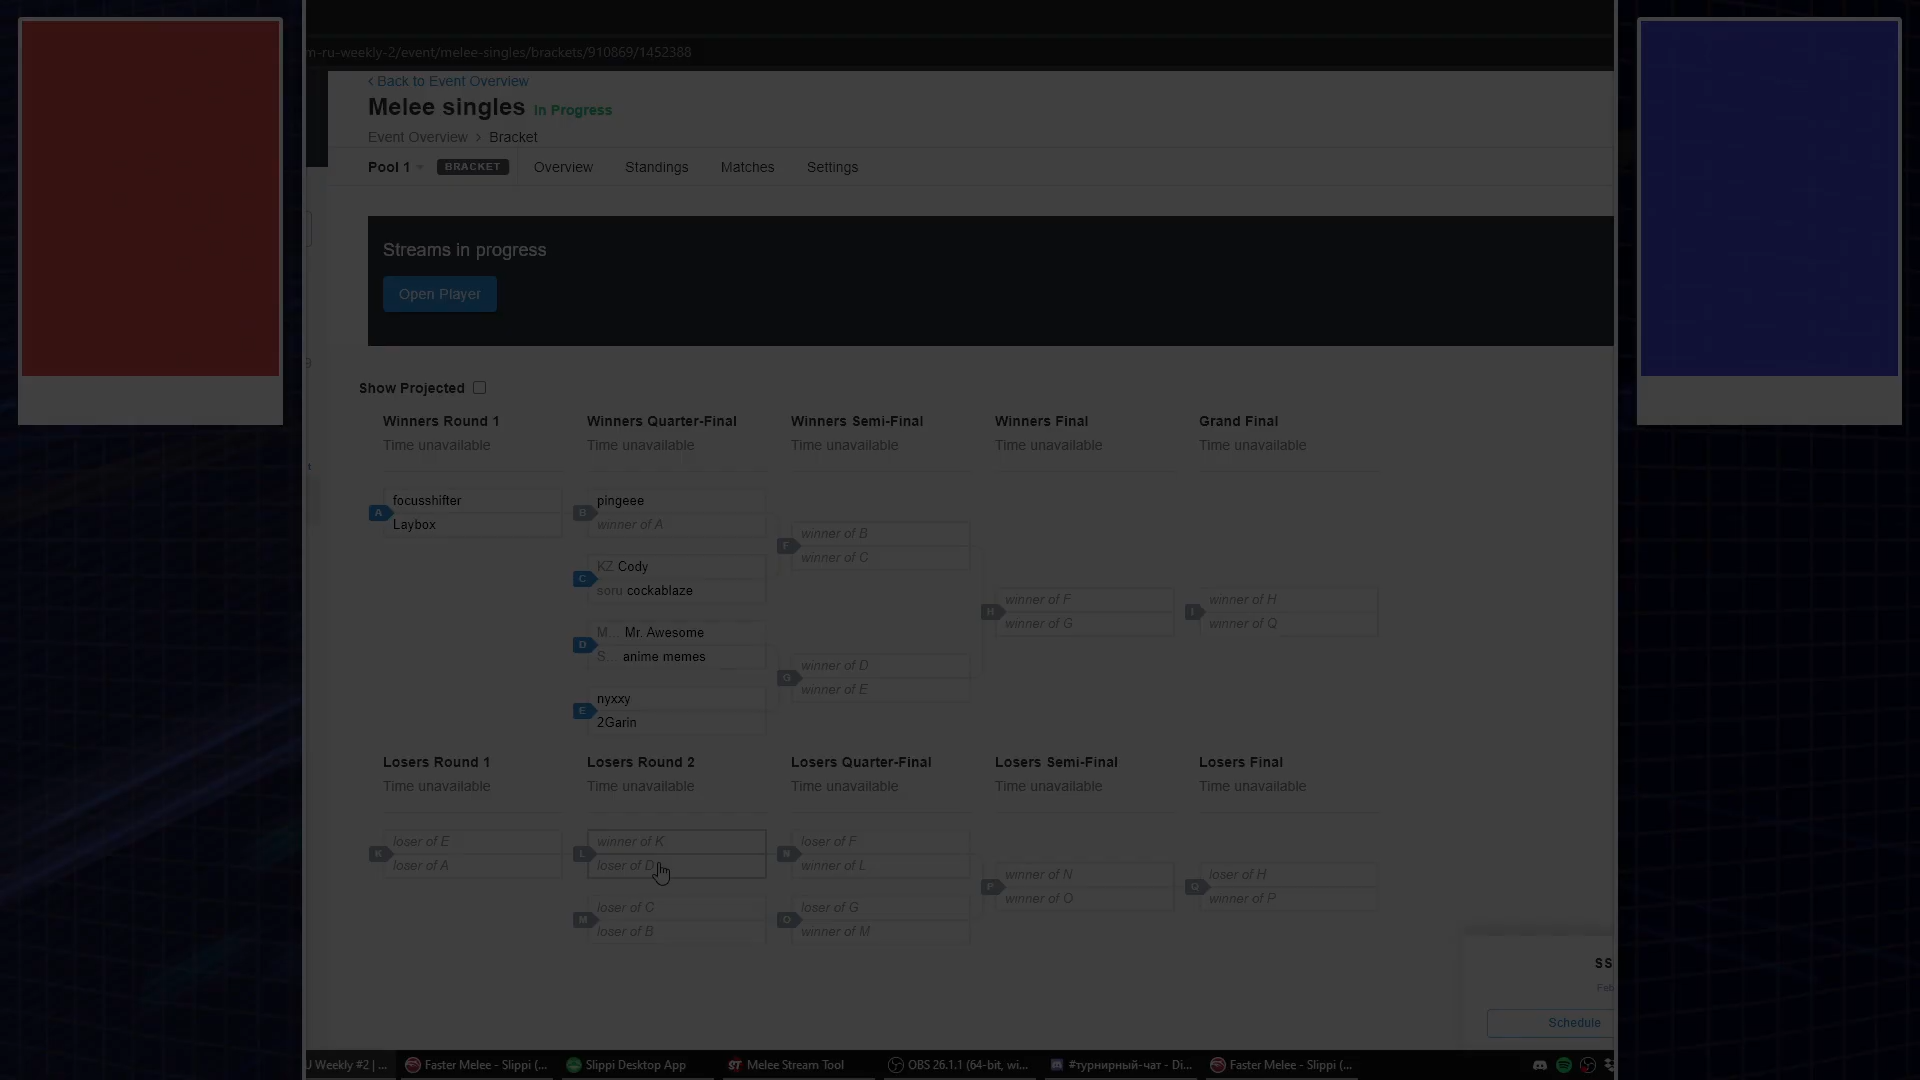 m-ru-weekly-2/event/melee-singles/brackets/910869/1452388
Back to Event Overview
Melee singles In Progress
Event Overview > Bracket
Pool 1 BRACKET Overview Standings Matches Settings
Streams in progress
Open Player
Show Projected
Winners Round 1 Winners Quarter-Final Winners Semi-Final Winners Final Grand Final
Time unavailable Time unavailable Time unavailable Time unavailable Time unavailable
A
focusshifter
Laybox
B
pingeee
winner of A
C
KZ Cody
soru cockablaze
D
M... Mr. Awesome
S... anime memes
E
nyxxy
2Garin
F
winner of B
winner of C
G
winner of D
winner of E
H
winner of F
winner of G
I
winner of H
winner of Q
Losers Round 1 Losers Round 2 Losers Quarter-Final Losers Semi-Final Losers Final
Time unavailable Time unavailable Time unavailable Time unavailable Time unavailable
K
loser of E
loser of A
L
winner of K
loser of D
M
loser of C
loser of B
N
loser of F
winner of L
O
loser of G
winner of M
P
winner of N
winner of O
Q
loser of H
winner of P
SS
Feb
Schedule
U Weekly #2 | ... Faster Melee - Slippi (... Slippi Desktop App ST Melee Stream Tool OBS 26.1.1 (64-bit, wi... #турнирный-чат - Di... Faster Melee - Slippi (...